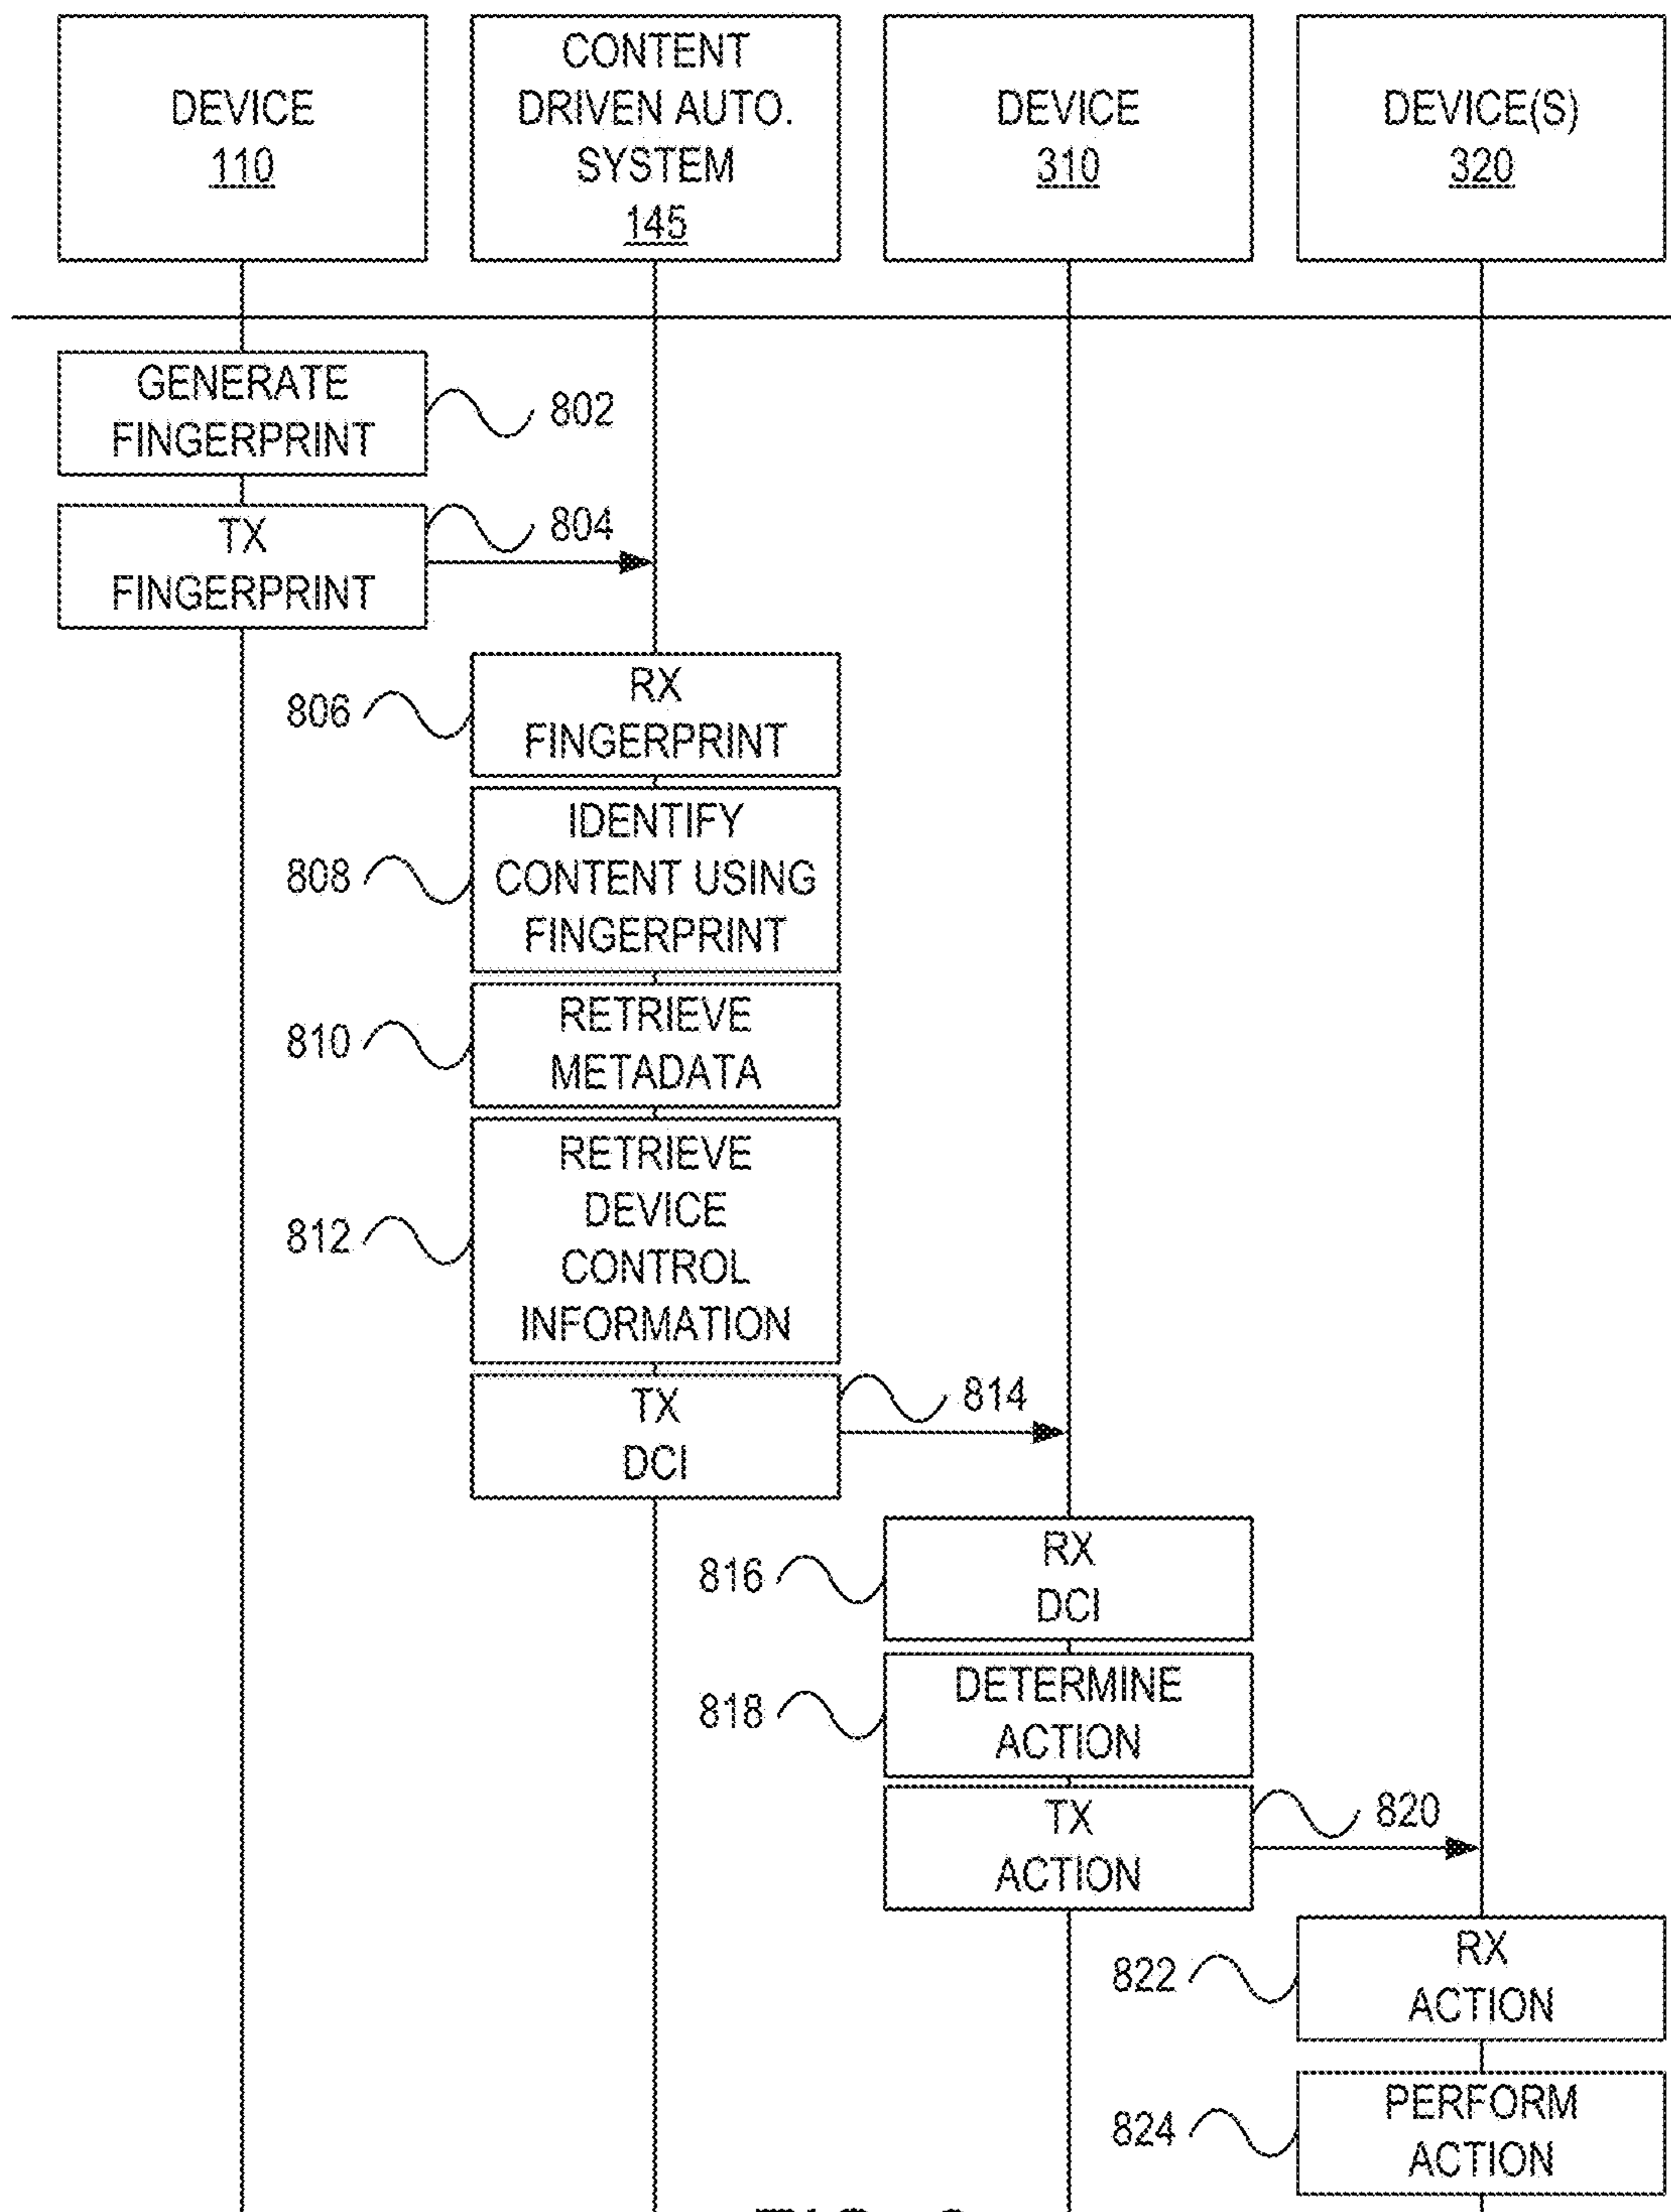 DEVICE
110
CONTENT
DRIVEN AUTO.
SYSTEM
145
DEVICE
310
DEVICE(S)
320
GENERATE
FINGERPRINT
802
TX
FINGERPRINT
804
806
RX
FINGERPRINT
808
IDENTIFY
CONTENT USING
FINGERPRINT
810
RETRIEVE
METADATA
812
RETRIEVE
DEVICE
CONTROL
INFORMATION
TX
DCI
814
816
RX
DCI
818
DETERMINE
ACTION
TX
ACTION
820
822
RX
ACTION
824
PERFORM
ACTION